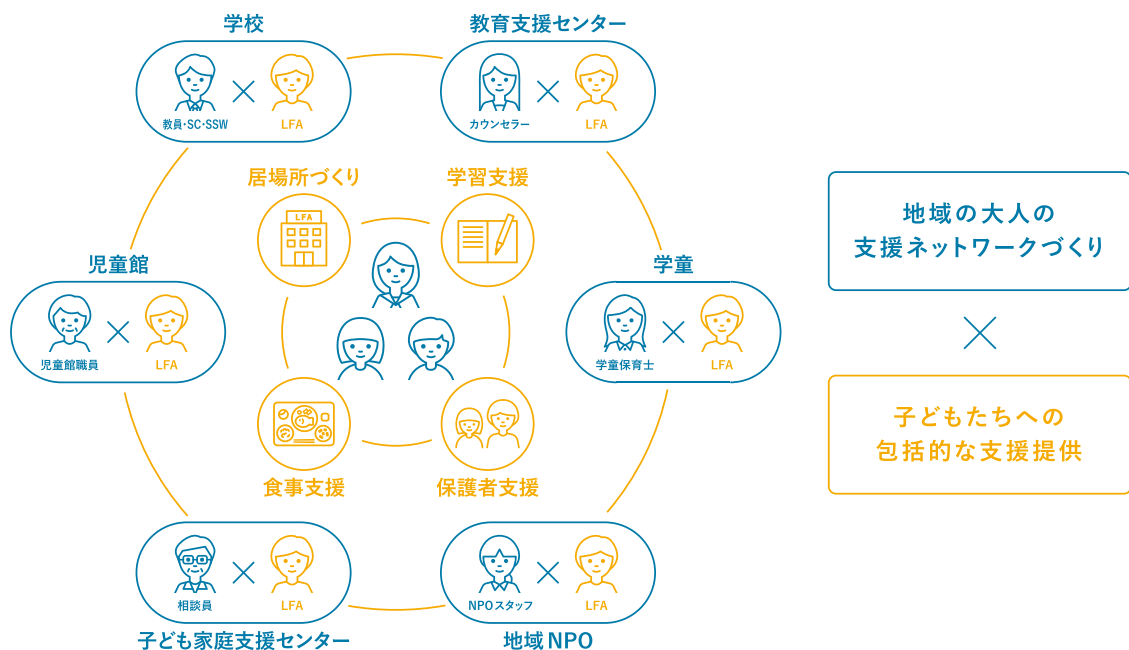 学校
教育支援センター
教員・SC・SSW
LFA
カウンセラー
LFA
居場所づくり
学習支援
LFA
児童館
学童
児童館職員
LFA
学童保育士
LFA
食事支援
保護者支援
相談員
LFA
NPOスタッフ
LFA
子ども家庭支援センター
地域NPO
地域の大人の
支援ネットワークづくり
子どもたちへの
包括的な支援提供